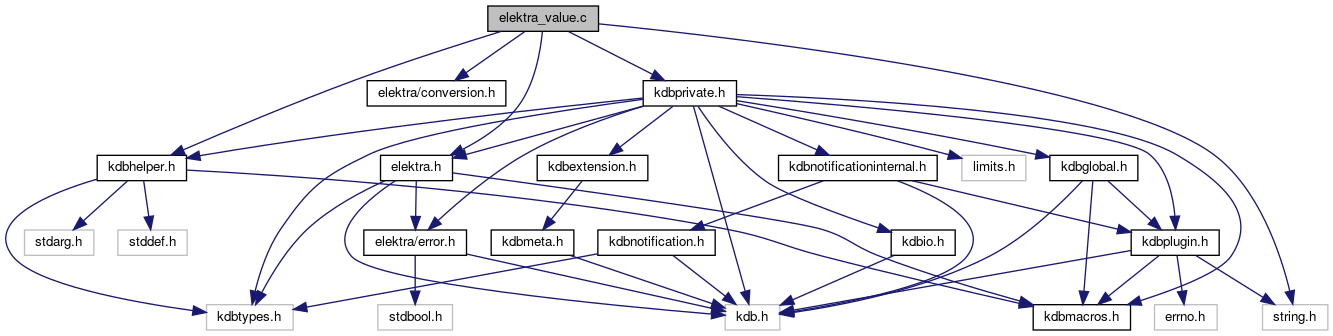 elektra_value.c
elektra/conversion.h
kdbprivate.h
kdbhelper.h
elektra.h
kdbextension.h
kdbnotificationinternal.h
limits.h
kdbglobal.h
stdarg.h
stddef.h
elektra/error.h
kdbmeta.h
kdbnotification.h
kdbio.h
kdbplugin.h
kdbtypes.h
stdbool.h
kdb.h
kdbmacros.h
errno.h
string.h